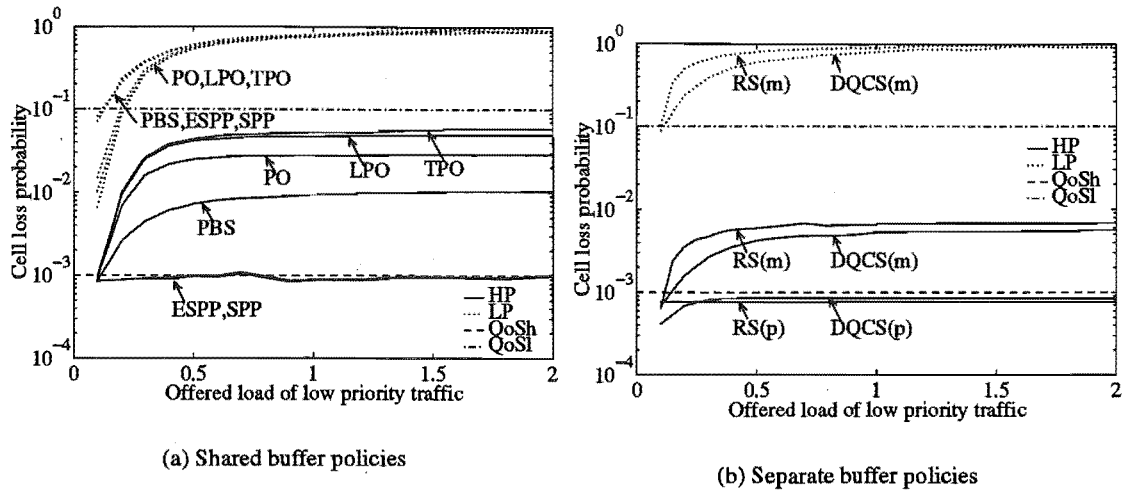 10^0
10^-1
10^-2
10^-3
10^-4
Cell loss probability
PO,LPO,TPO
PBS,ESPP,SPP
PO
LPO
TPO
PBS
ESPP,SPP
HP
LP
QoSh
QoSl
0 0.5 1 1.5 2
Offered load of low priority traffic
(a) Shared buffer policies
10^0
10^-1
10^-2
10^-3
10^-4
Cell loss probability
RS(m) DQCS(m)
HP
LP
QoSh
QoSl
RS(m) DQCS(m)
RS(p) DQCS(p)
0 0.5 1 1.5 2
Offered load of low priority traffic
(b) Separate buffer policies